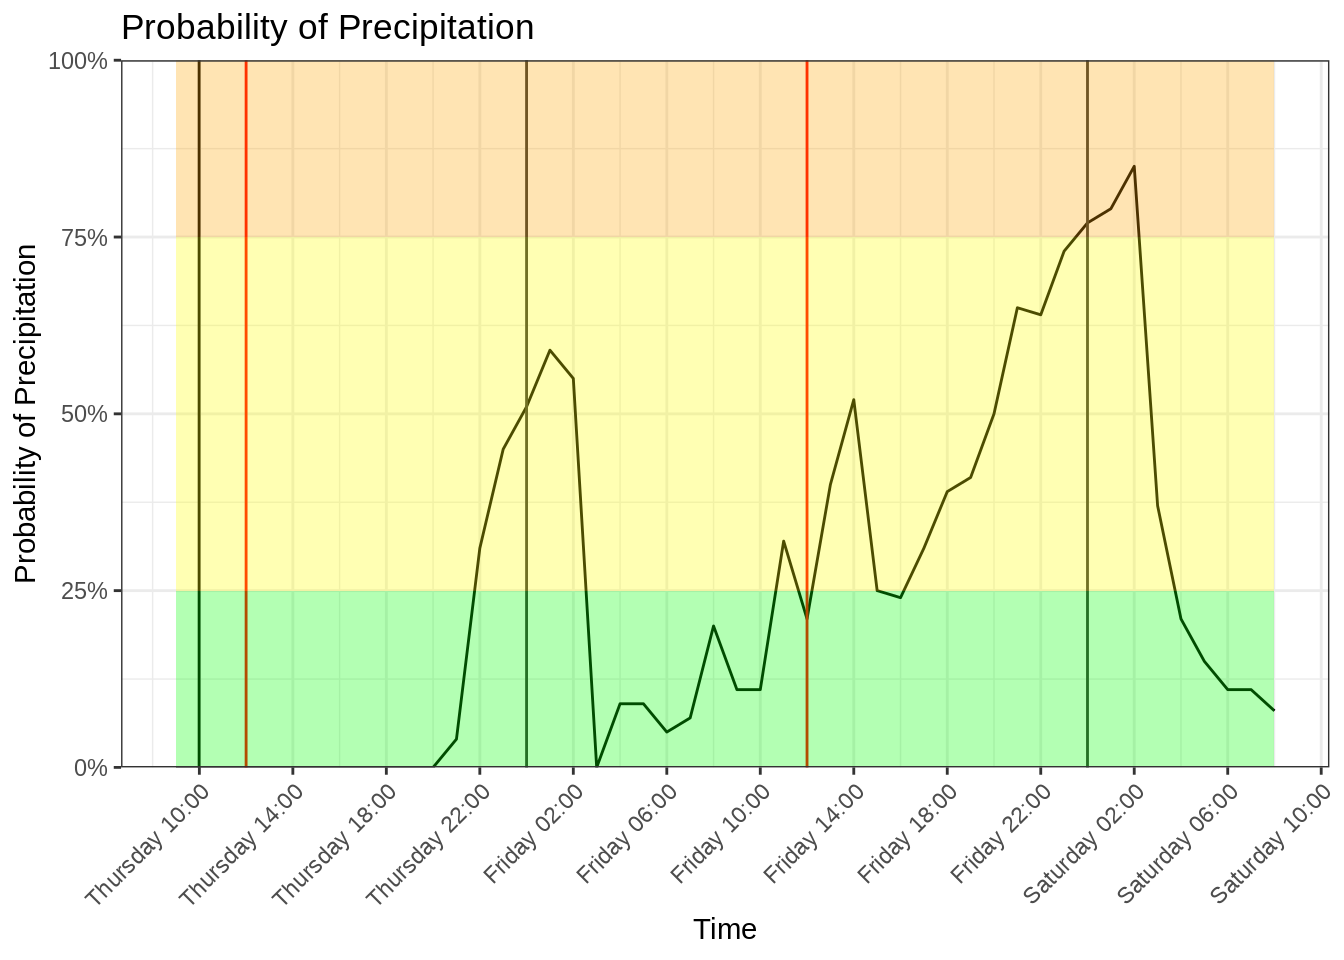 Probability of Precipitation
Probability of Precipitation
100%
75%
50%
25%
0%
Thursday 10:00
Thursday 14:00
Thursday 18:00
Thursday 22:00
Friday 02:00
Friday 06:00
Friday 10:00
Friday 14:00
Friday 18:00
Friday 22:00
Saturday 02:00
Saturday 06:00
Saturday 10:00
Time